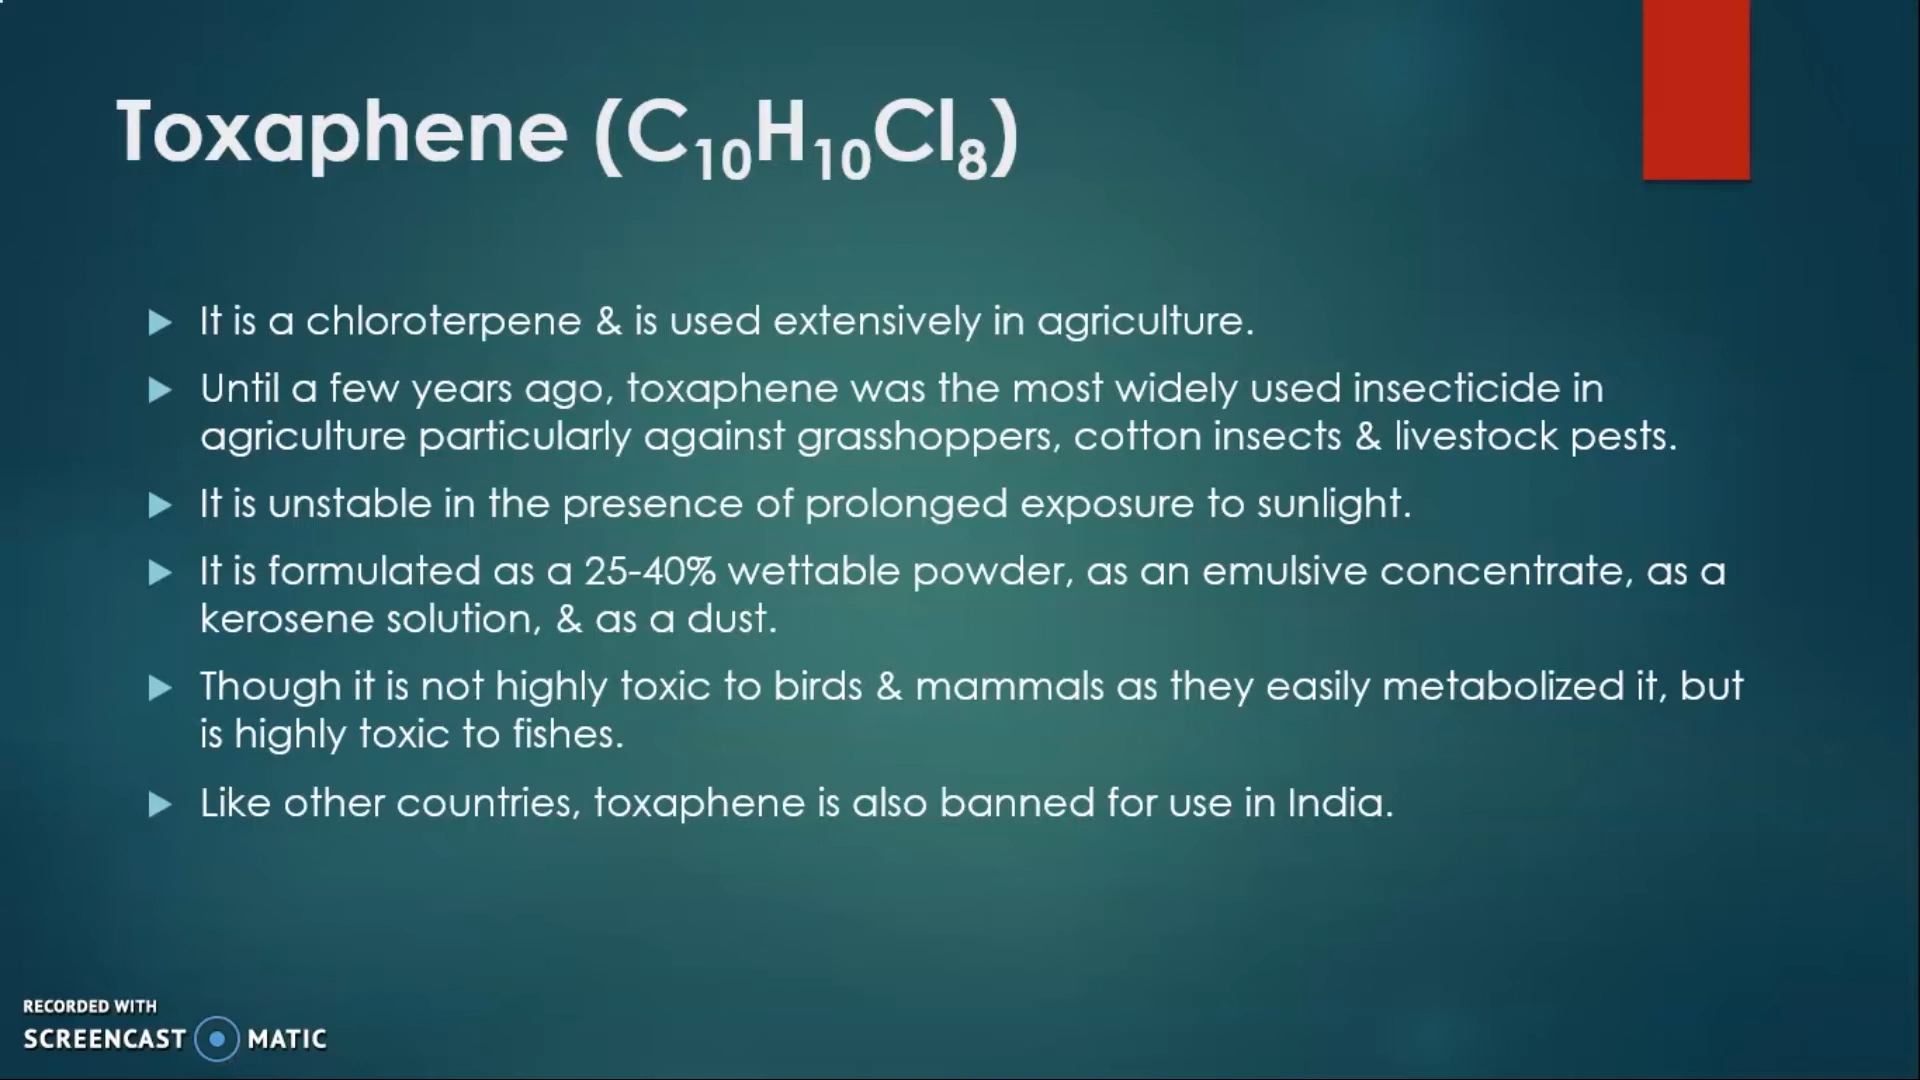 Toxaphene (C₁₀H₁₀Cl₈)
It is a chloroterpene & is used extensively in agriculture.
Until a few years ago, toxaphene was the most widely used insecticide in
agriculture particularly against grasshoppers, cotton insects & livestock pests.
It is unstable in the presence of prolonged exposure to sunlight.
It is formulated as a 25-40% wettable powder, as an emulsive concentrate, as a
kerosene solution, & as a dust.
Though it is not highly toxic to birds & mammals as they easily metabolized it, but
is highly toxic to fishes.
Like other countries, toxaphene is also banned for use in India.
RECORDED WITH
SCREENCAST MATIC